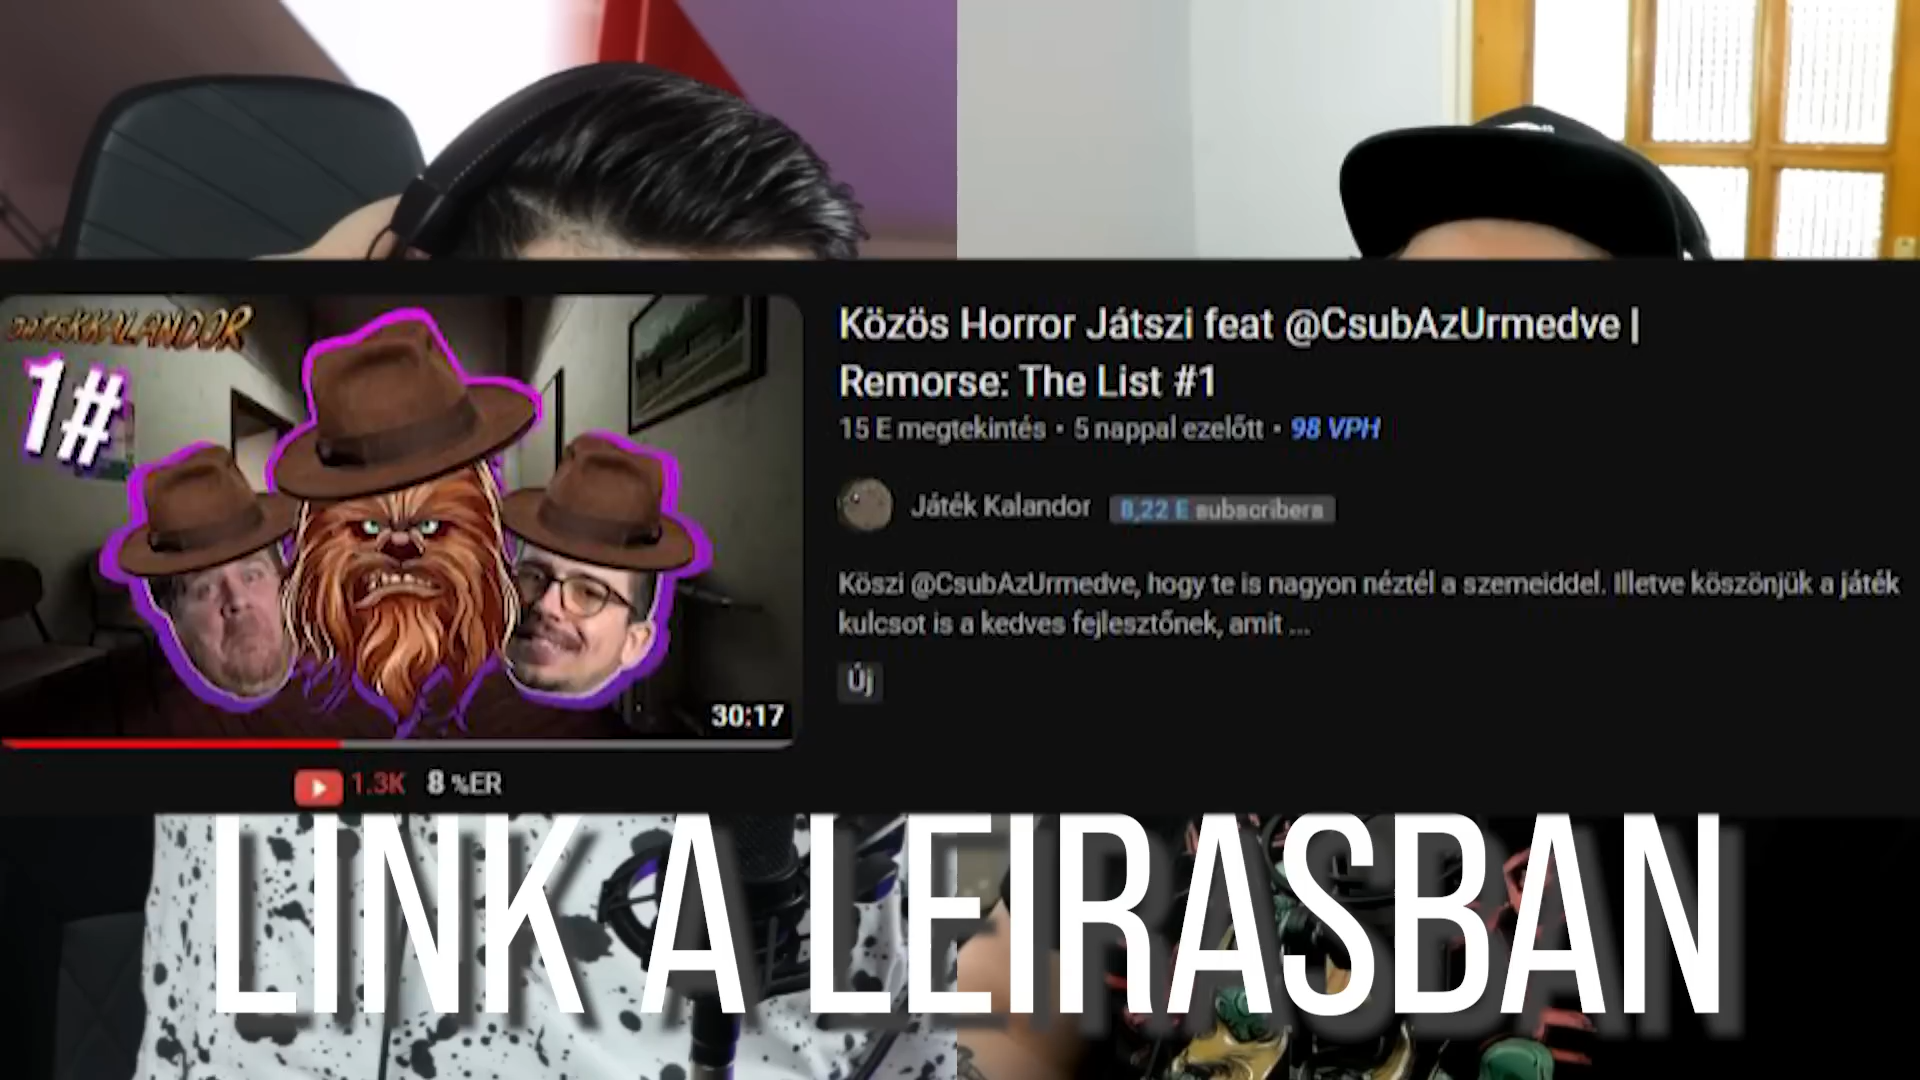 JÁTÉKKALANDOR
1#
30:17
1.3K 8 %ER
Közös Horror Játszi feat @CsubAzUrmedve |
Remorse: The List #1
15 E megtekintés • 5 nappal ezelőtt • 98 VPH
Játék Kalandor 8,22 E subscribers
Köszi @CsubAzUrmedve, hogy te is nagyon néztél a szemeiddel. Illetve köszönjük a játék
kulcsot is a kedves fejlesztőnek, amit ...
Új
LINK A LEIRASBAN